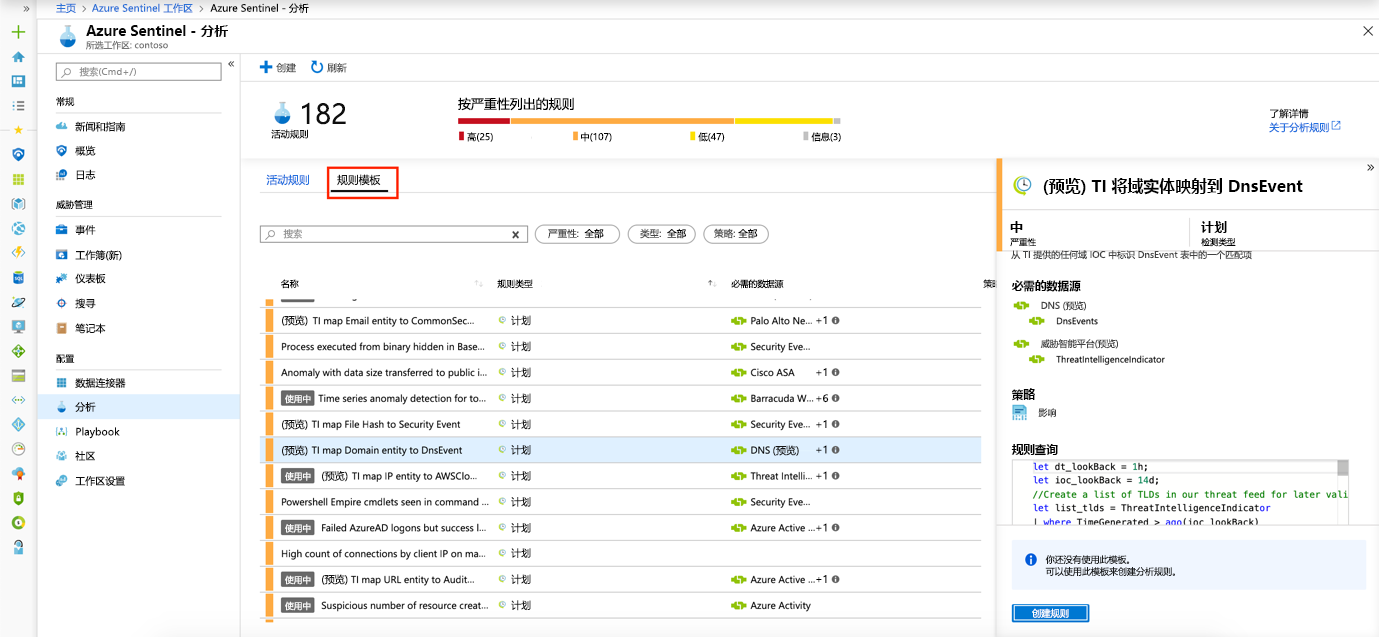 » 主页 > Azure Sentinel 工作区 > Azure Sentinel - 分析
Azure Sentinel - 分析
所选工作区: contoso
搜索(Cmd+/)
«
常规
新闻和指南
概览
日志
威胁管理
事件
工作簿(新)
仪表板
搜寻
笔记本
配置
数据连接器
分析
Playbook
社区
工作区设置
创建 刷新
182
活动规则
按严重性列出的规则
高(25) 中(107) 低(47) 信息(3)
了解详情
关于分析规则
活动规则 规则模板
搜索 x 严重性: 全部 类型: 全部 策略: 全部
名称 规则类型 必需的数据源
(预览) TI map Email entity to CommonSec... 计划 Palo Alto Ne... +1
Process executed from binary hidden in Base... 计划 Security Eve...
Anomaly with data size transferred to public i... 计划 Cisco ASA +1
使用中 Time series anomaly detection for to... 计划 Barracuda W... +6
(预览) TI map File Hash to Security Event 计划 Security Eve... +1
(预览) TI map Domain entity to DnsEvent 计划 DNS (预览) +1
使用中 (预览) TI map IP entity to AWSClo... 计划 Threat Intelli... +1
Powershell Empire cmdlets seen in command ... 计划 Security Eve...
使用中 Failed AzureAD logons but success l... 计划 Azure Active ... +1
High count of connections by client IP on ma... 计划
使用中 (预览) TI map URL entity to Audit... 计划 Azure Active ... +1
使用中 Suspicious number of resource creat... 计划 Azure Activity
»
(预览) TI 将域实体映射到 DnsEvent
中 计划
严重性 检测类型
从 TI 提供的任何域 IOC 中标识 DnsEvent 表中的一个匹配项
必需的数据源
DNS (预览)
DnsEvents
威胁智能平台(预览)
ThreatIntelligenceIndicator
策略
影响
规则查询
let dt_lookBack = 1h;
let ioc_lookBack = 14d;
//Create a list of TLDs in our threat feed for later vali
let list_tlds = ThreatIntelligenceIndicator
| where TimeGenerated > ago(ioc_lookBack)
你还没有使用此模板。
可以使用此模板来创建分析规则。
创建规则